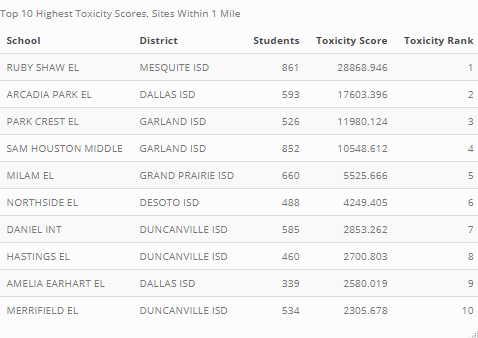 Top 10 Highest Toxicity Scores, Sites Within 1 Mile
School District Students Toxicity Score Toxicity Rank
RUBY SHAW EL MESQUITE ISD 861 28868.946 1
ARCADIA PARK EL DALLAS ISD 593 17603.396 2
PARK CREST EL GARLAND ISD 526 11980.124 3
SAM HOUSTON MIDDLE GARLAND ISD 852 10548.612 4
MILAM EL GRAND PRAIRIE ISD 660 5525.666 5
NORTHSIDE EL DESOTO ISD 488 4249.405 6
DANIEL INT DUNCANVILLE ISD 585 2853.262 7
HASTINGS EL DUNCANVILLE ISD 460 2700.803 8
AMELIA EARHART EL DALLAS ISD 339 2580.019 9
MERRIFIELD EL DUNCANVILLE ISD 534 2305.678 10